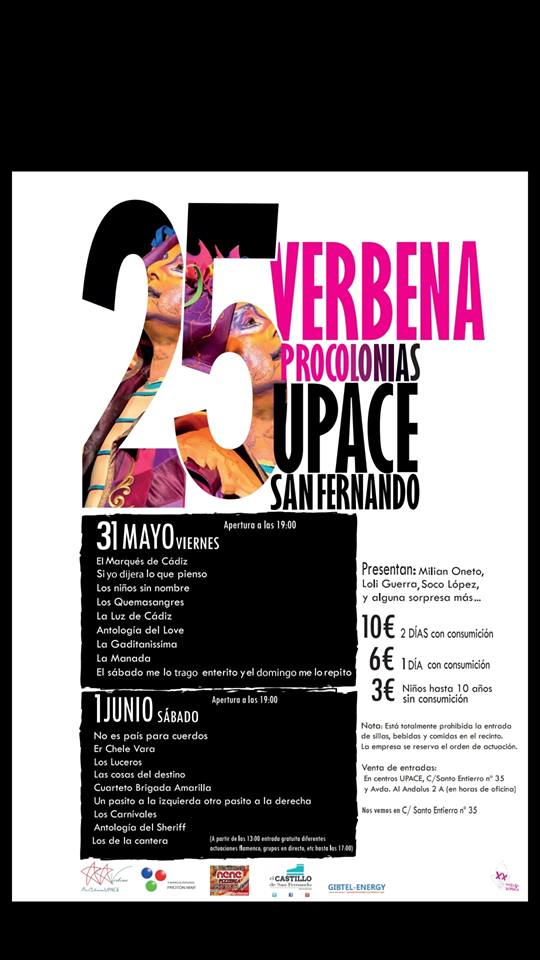 25
VERBENA
PROCOLONIAS
UPACE
SAN FERNANDO
31 MAYO VIERNES
Apertura a las 19:00
El Marqués de Cádiz
Si yo dijera lo que pienso
Los niños sin nombre
Los Quemasangres
La Luz de Cádiz
Antología del Love
La Gaditanissima
La Manada
El sábado me lo trago enterito y el domingo me lo repito
1 JUNIO SÁBADO
Apertura a las 19:00
No es país para cuerdos
Er Chele Vara
Los Luceros
Las cosas del destino
Cuarteto Brigada Amarilla
Un pasito a la izquierda otro pasito a la derecha
Los Carnívales
Antología del Sheriff
Los de la cantera
(A partir de las 13:00 entrada gratuita diferentes
actuaciones flamenca, grupos en directo, etc hasta las 17:00)
Presentan: Milian Oneto,
Loli Guerra, Soco López,
y alguna sorpresa más...
10€ 2 DÍAS con consumición
6€ 1 DÍA con consumición
3€ Niños hasta 10 años
sin consumición
Nota: Está totalmente prohibida la entrada
de sillas, bebidas y comidas en el recinto.
La empresa se reserva el orden de actuación.
Venta de entradas:
En centros UPACE, C/Santo Entierro nº 35
y Avda. Al Andalus 2 A (en horas de oficina)
Nos vemos en C/ Santo Entierro nº 35
nene
PIZZERIA
el CASTILLO
de San Fernando
GIBTEL-ENERGY